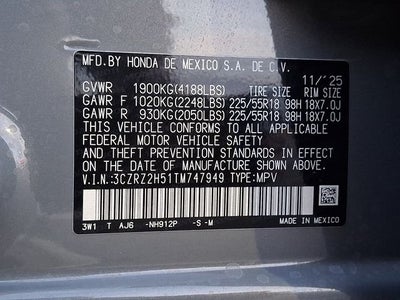 MFD.BY HONDA DE MEXICO S.A. DE C.V.
11/'25
GVWR 1900KG(4188LBS) TIRE SIZE RIM SIZE
GAWR F 1020KG(2248LBS) 225/55R18 98H 18X7.0J
GAWR R 930KG(2050LBS) 225/55R18 98H 18X7.0J
THIS VEHICLE CONFORMS TO ALL APPLICABLE
FEDERAL MOTOR VEHICLE SAFETY
AND THEFT PREVENTION STANDARDS IN EFFECT
ON THE DATE OF MANUFACTURE SHOWN ABOVE.
V.I.N.:3CZRZ2H51TM747949 TYPE:MPV
3W1 T AJ6 -NH912P -S -M
MADE IN MEXICO